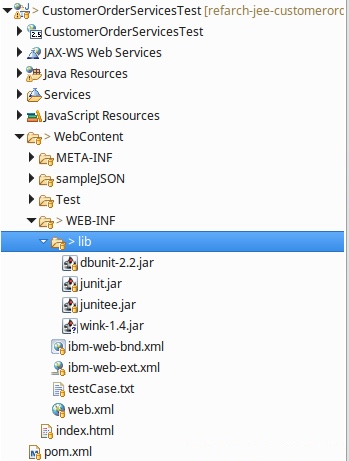 > CustomerOrderServicesTest [refarch-jee-customerorc
CustomerOrderServicesTest
JAX-WS Web Services
Java Resources
Services
JavaScript Resources
> WebContent
META-INF
sampleJSON
Test
> WEB-INF
> lib
dbunit-2.2.jar
junit.jar
junitee.jar
wink-1.4.jar
ibm-web-bnd.xml
ibm-web-ext.xml
testCase.txt
web.xml
index.html
pom.xml